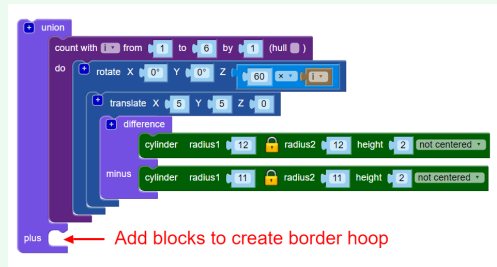 + union
count with i from 1 to 6 by 1 (hull )
do + rotate X 0° Y 0° Z 60 × i
+ translate X 5 Y 5 Z 0
+ difference
cylinder radius1 12 radius2 12 height 2 not centered
minus cylinder radius1 11 radius2 11 height 2 not centered
plus Add blocks to create border hoop